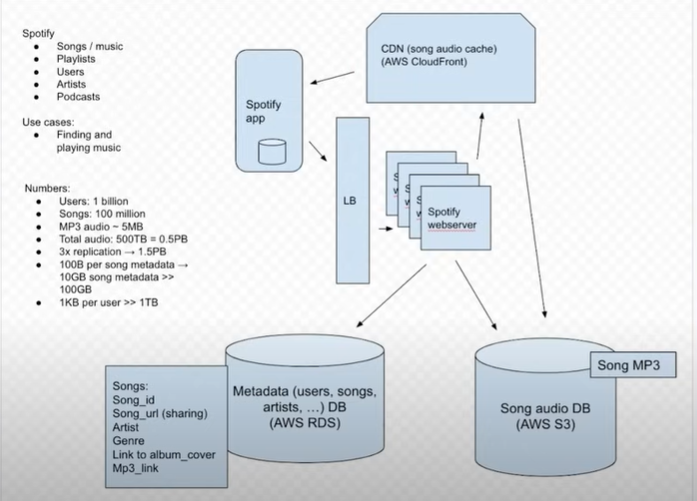 Spotify
Songs / music
Playlists
Users
Artists
Podcasts
Use cases:
Finding and
playing music
Numbers:
Users: 1 billion
Songs: 100 million
MP3 audio ~ 5MB
Total audio: 500TB = 0.5PB
3x replication → 1.5PB
100B per song metadata →
10GB song metadata >>
100GB
1KB per user >> 1TB
Spotify
app
CDN (song audio cache)
(AWS CloudFront)
LB
Spotify
webserver
Songs:
Song_id
Song_url (sharing)
Artist
Genre
Link to album_cover
Mp3_link
Metadata (users, songs,
artists, ...) DB
(AWS RDS)
Song audio DB
(AWS S3)
Song MP3